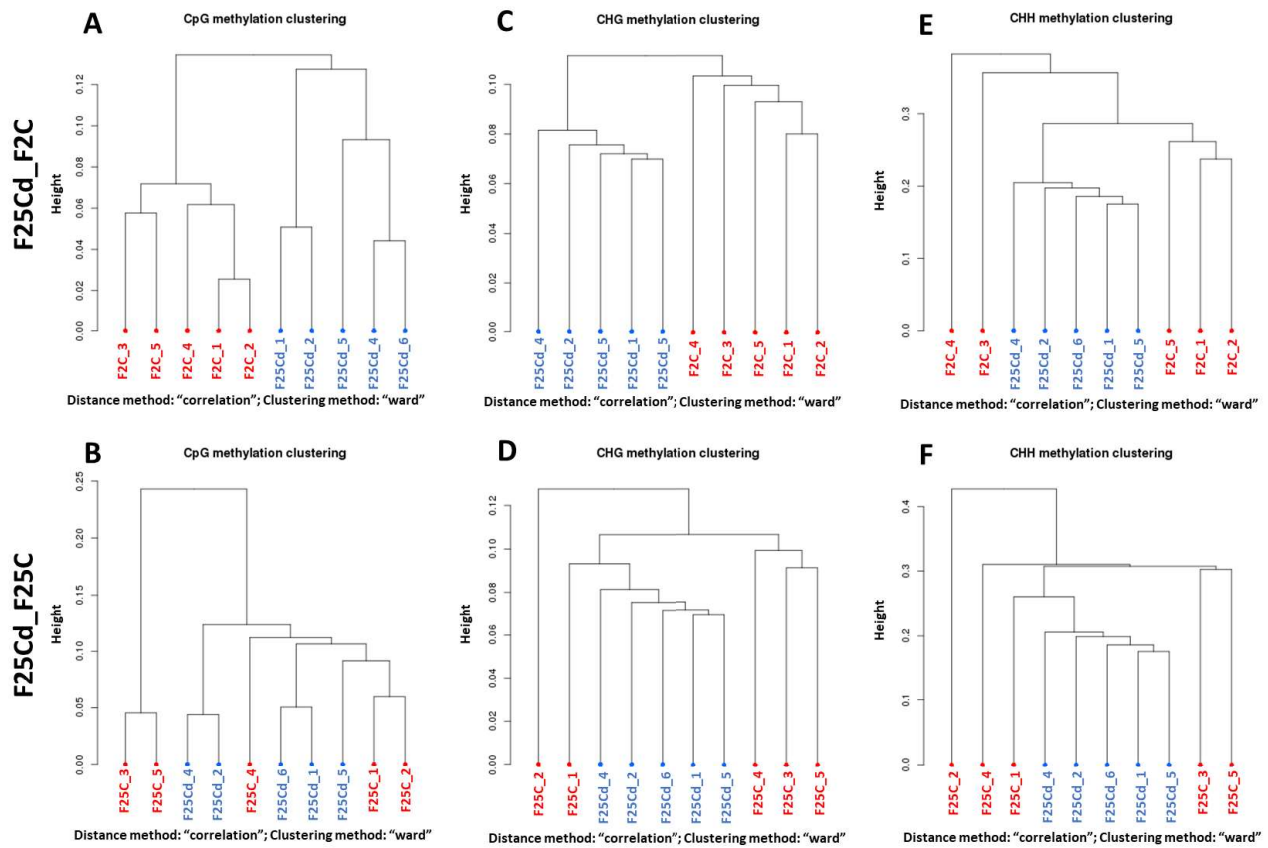 A
CpG methylation clustering
Height
0.00
0.02
0.04
0.06
0.08
0.10
0.12
F2C_3
F2C_5
F2C_4
F2C_1
F2C_2
F25Cd_1
F25Cd_2
F25Cd_5
F25Cd_4
F25Cd_6
Distance method: “correlation”; Clustering method: “ward”
C
CHG methylation clustering
Height
0.00
0.02
0.04
0.06
0.08
0.10
F25Cd_4
F25Cd_2
F25Cd_5
F25Cd_1
F25Cd_5
F2C_4
F2C_3
F2C_5
F2C_1
F2C_2
Distance method: “correlation”; Clustering method: “ward”
E
CHH methylation clustering
Height
0.0
0.1
0.2
0.3
F2C_4
F2C_3
F25Cd_4
F25Cd_2
F25Cd_6
F25Cd_1
F25Cd_5
F2C_5
F2C_1
F2C_2
Distance method: “correlation”; Clustering method: “ward”
F25Cd_F2C
B
CpG methylation clustering
Height
0.00
0.05
0.10
0.15
0.20
0.25
F25C_3
F25C_5
F25Cd_4
F25Cd_2
F25C_4
F25Cd_6
F25Cd_1
F25Cd_5
F25C_1
F25C_2
Distance method: “correlation”; Clustering method: “ward”
D
CHG methylation clustering
Height
0.00
0.02
0.04
0.06
0.08
0.10
0.12
F25C_2
F25C_1
F25Cd_4
F25Cd_2
F25Cd_6
F25Cd_1
F25Cd_5
F25C_4
F25C_3
F25C_5
Distance method: “correlation”; Clustering method: “ward”
F
CHH methylation clustering
Height
0.0
0.1
0.2
0.3
0.4
F25C_2
F25C_4
F25C_1
F25Cd_4
F25Cd_2
F25Cd_6
F25Cd_1
F25Cd_5
F25C_3
F25C_5
Distance method: “correlation”; Clustering method: “ward”
F25Cd_F25C